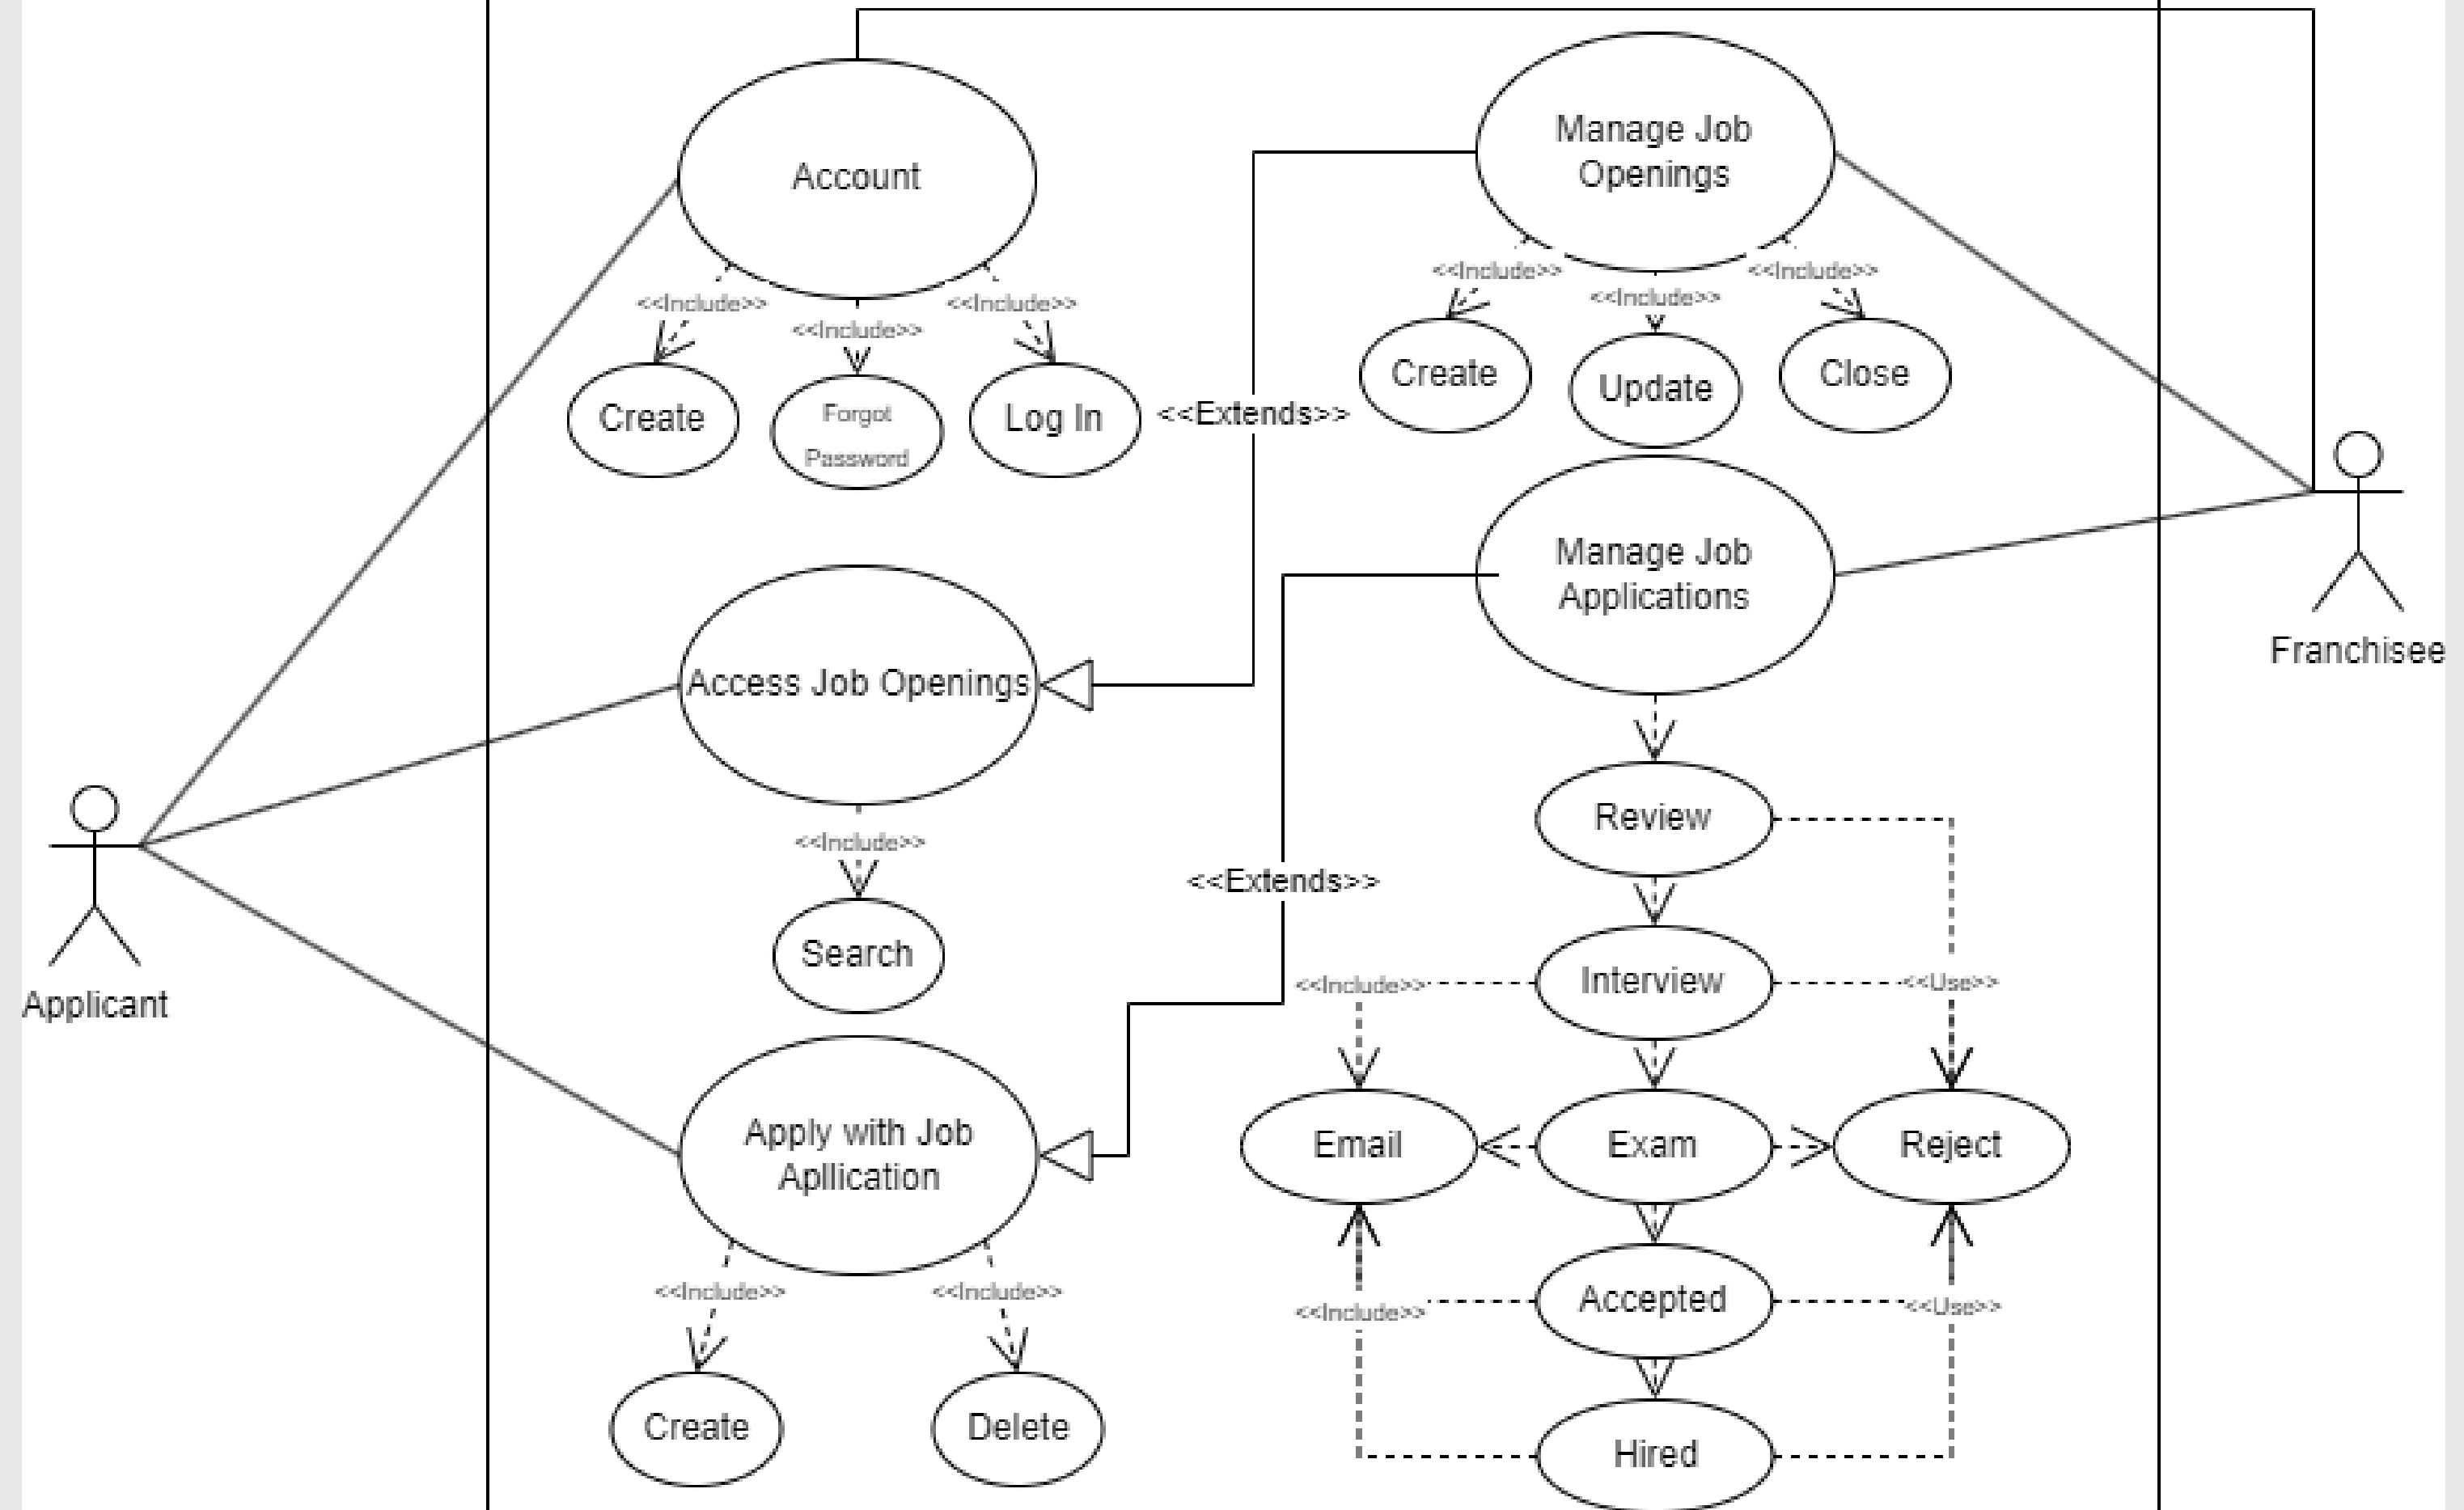 Account
Manage Job
Openings
<<Include>>
<<Include>>
<<Include>>
<<Include>>
<<Include>>
<<Include>>
Create
Forgot
Password
Log In
<<Extends>>
Create
Update
Close
Manage Job
Applications
Franchisee
Access Job Openings
<<Include>>
Search
Applicant
<<Extends>>
Review
Interview
<<Include>>
<<Use>>
Email
Exam
Reject
Apply with Job
Apllication
<<Include>>
<<Include>>
Accepted
<<Include>>
<<Use>>
Create
Delete
Hired